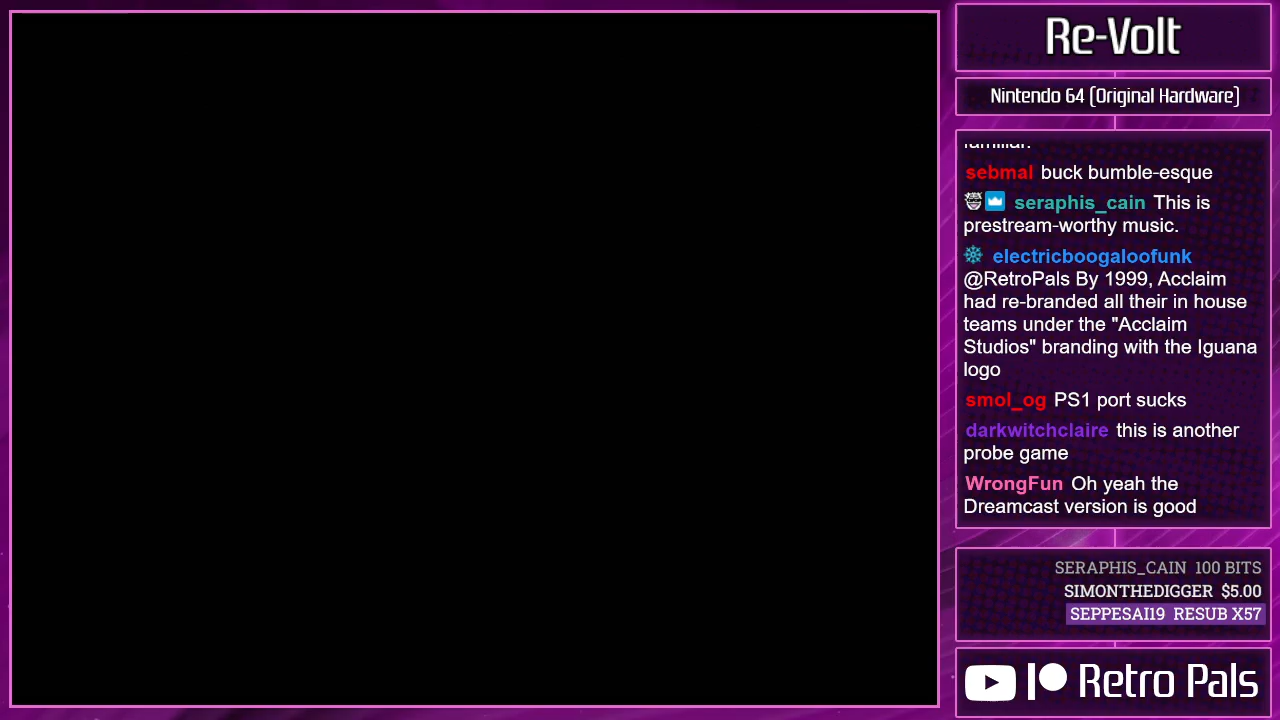 Re-Volt
Nintendo 64 (Original Hardware)
familiar.
sebmal buck bumble-esque
seraphis_cain This is
prestream-worthy music.
electricboogaloofunk
@RetroPals By 1999, Acclaim
had re-branded all their in house
teams under the "Acclaim
Studios" branding with the Iguana
logo
smol_og PS1 port sucks
darkwitchclaire this is another
probe game
WrongFun Oh yeah the
Dreamcast version is good
SERAPHIS_CAIN 100 BITS
SIMONTHEDIGGER $5.00
SEPPESAI19 RESUB X57
Retro Pals